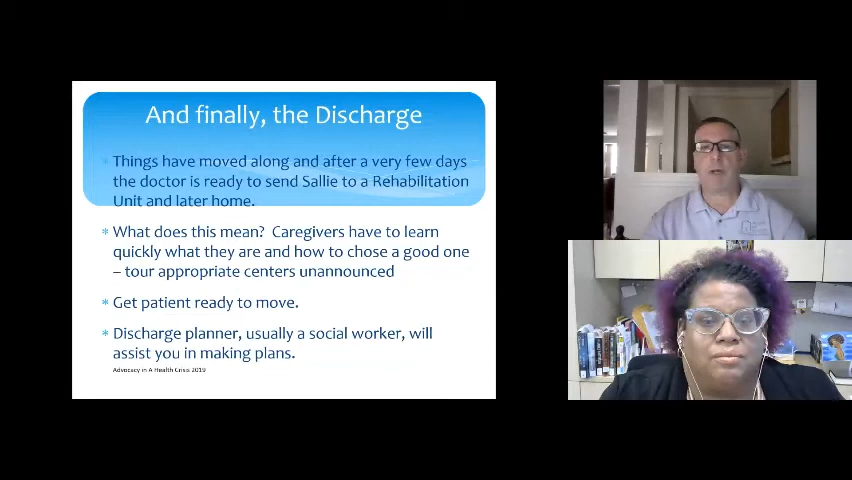 And finally, the Discharge
* Things have moved along and after a very few days
the doctor is ready to send Sallie to a Rehabilitation
Unit and later home.
* What does this mean? Caregivers have to learn
quickly what they are and how to chose a good one
– tour appropriate centers unannounced
* Get patient ready to move.
* Discharge planner, usually a social worker, will
assist you in making plans.
Advocacy in A Health Crisis 2019